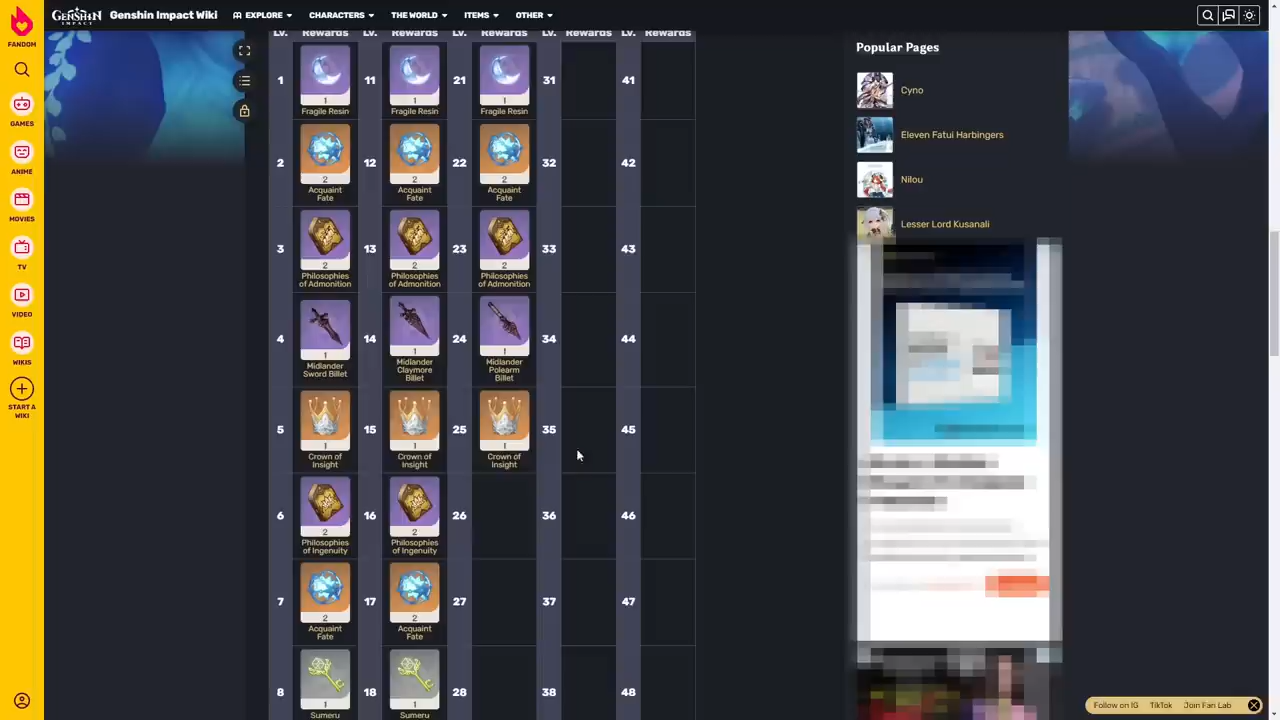 GENSHIN IMPACT
Genshin Impact Wiki
EXPLORE
CHARACTERS
THE WORLD
ITEMS
OTHER
FANDOM
GAMES
ANIME
MOVIES
TV
VIDEO
WIKIS
START A
WIKI
Lv. Rewards Lv. Rewards Lv. Rewards Lv. Rewards Lv. Rewards
1 11 21 31 41
1 1 1
Fragile Resin Fragile Resin Fragile Resin
2 12 22 32 42
2 2 2
Acquaint Acquaint Acquaint
Fate Fate Fate
3 13 23 33 43
2 2 2
Philosophies Philosophies Philosophies
of Admonition of Admonition of Admonition
4 14 24 34 44
1 1 1
Midlander Midlander Midlander
Sword Billet Claymore Polearm
Billet Billet
5 15 25 35 45
1 1 1
Crown of Crown of Crown of
Insight Insight Insight
6 16 26 36 46
2 2
Philosophies Philosophies
of Ingenuity of Ingenuity
7 17 27 37 47
2 2
Acquaint Acquaint
Fate Fate
8 18 28 38 48
1 1
Sumeru Sumeru
Popular Pages
Cyno
Eleven Fatui Harbingers
Nilou
Lesser Lord Kusanali
Follow on IG TikTok Join Fan Lab